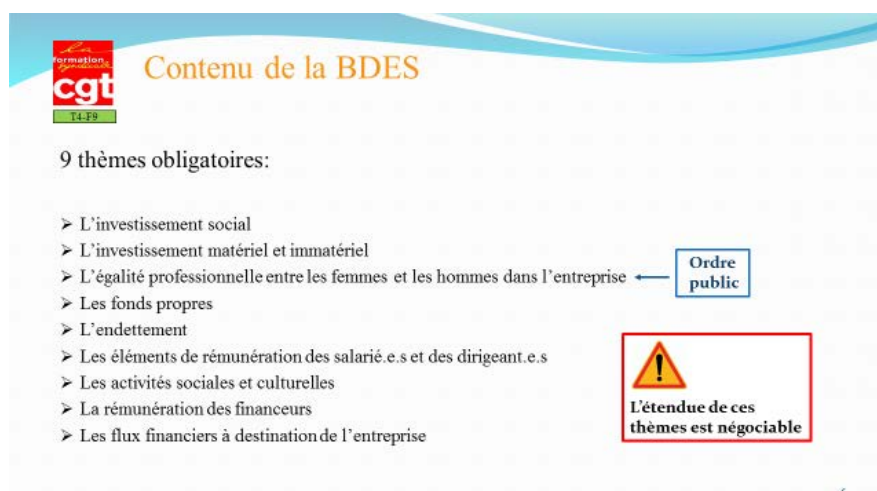 la
formation
syndicale
cgt
T4-F9
Contenu de la BDES
9 thèmes obligatoires:
➢ L'investissement social
➢ L'investissement matériel et immatériel
➢ L'égalité professionnelle entre les femmes et les hommes dans l'entreprise
Ordre
public
➢ Les fonds propres
➢ L'endettement
➢ Les éléments de rémunération des salarié.e.s et des dirigeant.e.s
➢ Les activités sociales et culturelles
➢ La rémunération des financeurs
➢ Les flux financiers à destination de l'entreprise
!
L'étendue de ces
thèmes est négociable